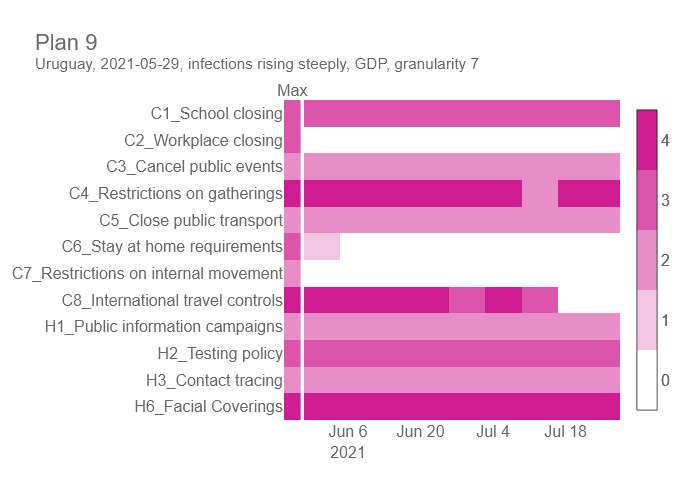 Plan 9
Uruguay, 2021-05-29, infections rising steeply, GDP, granularity 7
Max
C1_School closing
C2_Workplace closing
C3_Cancel public events
C4_Restrictions on gatherings
C5_Close public transport
C6_Stay at home requirements
C7_Restrictions on internal movement
C8_International travel controls
H1_Public information campaigns
H2_Testing policy
H3_Contact tracing
H6_Facial Coverings
4
3
2
1
0
Jun 6 Jun 20 Jul 4 Jul 18
2021